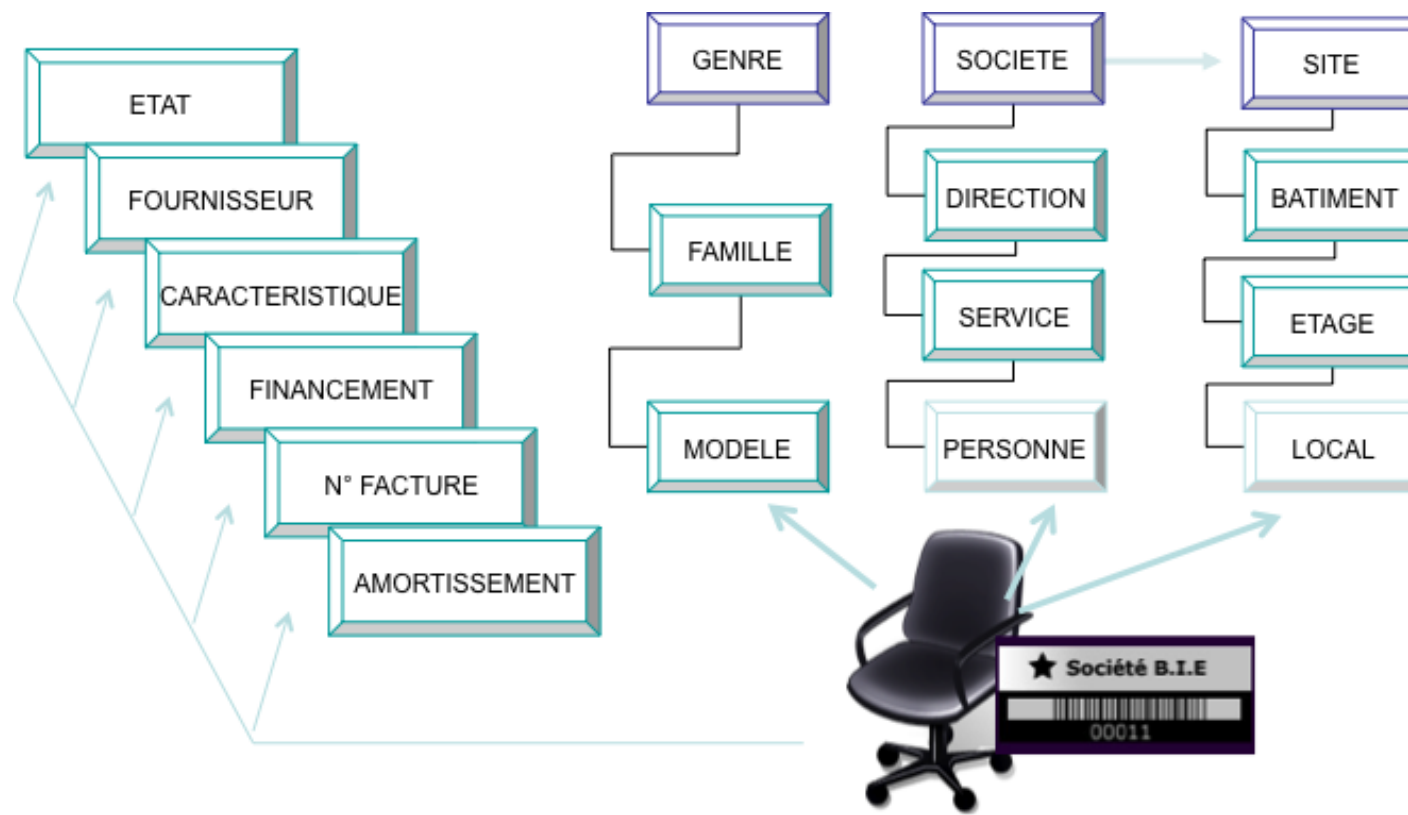 ETAT
FOURNISSEUR
CARACTERISTIQUE
FINANCEMENT
N° FACTURE
AMORTISSEMENT
GENRE
FAMILLE
MODELE
SOCIETE
DIRECTION
SERVICE
PERSONNE
SITE
BATIMENT
ETAGE
LOCAL
Société B.I.E
00011